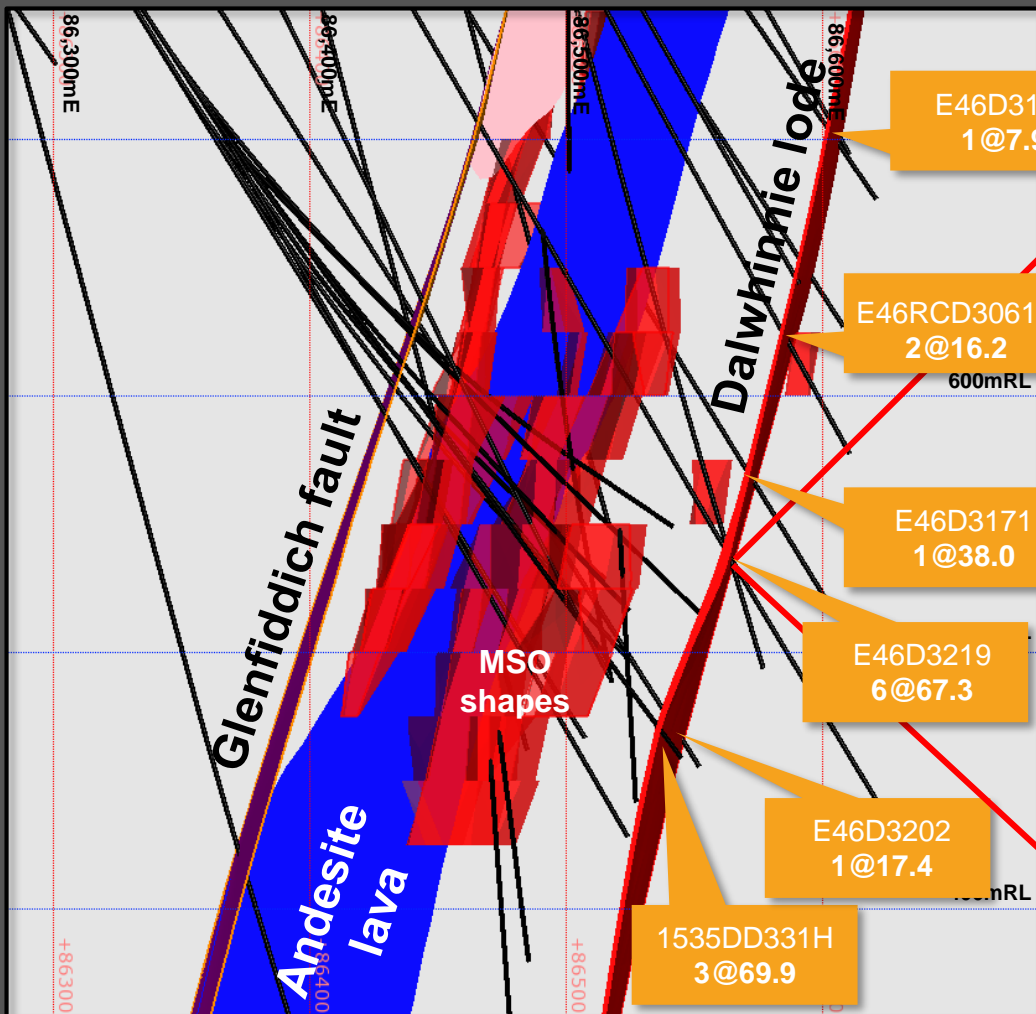 86,300mE
86,400mE
86,500mE
86,600mE
E46D31
1@7.9
Dalwhinnie lode
E46RCD3061
2@16.2
600mRL
Glenfiddich fault
E46D3171
1@38.0
E46D3219
6@67.3
MSO
shapes
E46D3202
1@17.4
Andesite
lava
1535DD331H
3@69.9
+86300
+86400
+86500